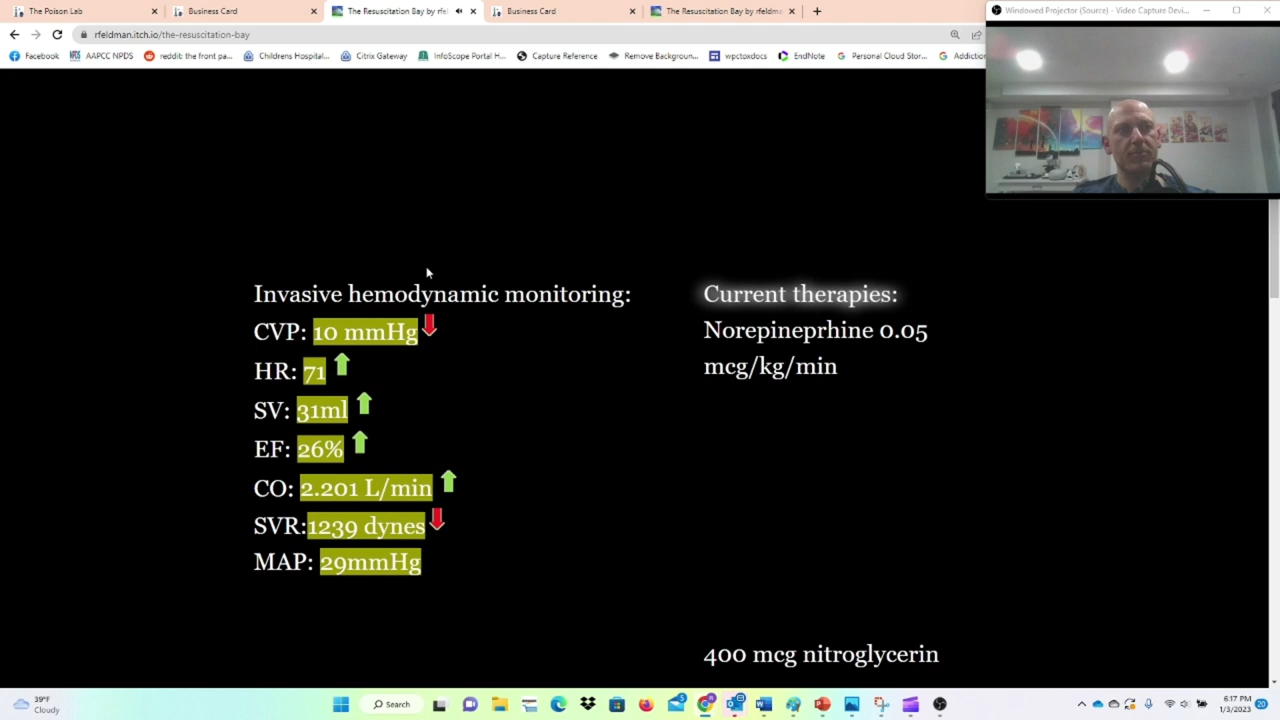 The Poison Lab
Business Card
The Resuscitation Bay by rfe
Business Card
The Resuscitation Bay by rfeldma
Windowed Projector (Source) - Video Capture Devi...
rfeldman.itch.io/the-resuscitation-bay
Facebook
AAPCC NPDS
reddit: the front pa...
Childrens Hospital...
Citrix Gateway
InfoScope Portal H...
Capture Reference
Remove Backgroun...
wpctoxdocs
EndNote
Personal Cloud Stor...
Addiction
Invasive hemodynamic monitoring:
CVP: 10 mmHg
HR: 71
SV: 31ml
EF: 26%
CO: 2.201 L/min
SVR:1239 dynes
MAP: 29mmHg
Current therapies:
Norepineprhine 0.05
mcg/kg/min
400 mcg nitroglycerin
39°F
Cloudy
Search
6:17 PM
1/3/2023
20